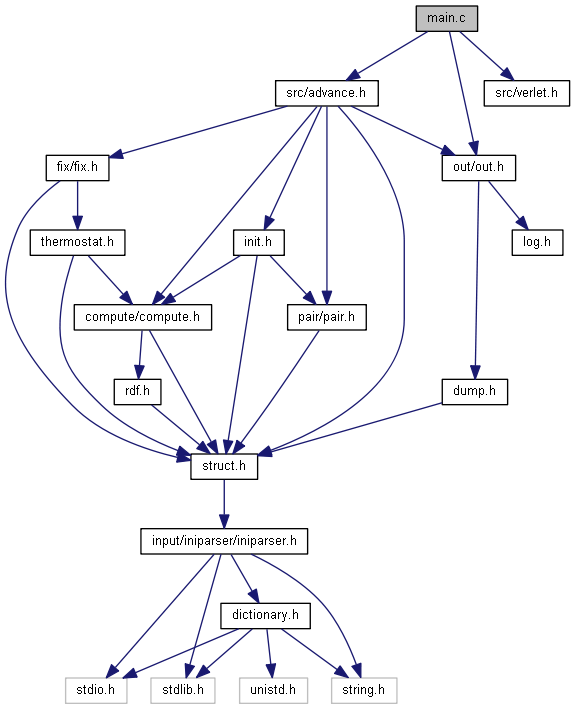 main.c
src/advance.h
src/verlet.h
fix/fix.h
out/out.h
thermostat.h
init.h
log.h
compute/compute.h
pair/pair.h
rdf.h
dump.h
struct.h
input/iniparser/iniparser.h
dictionary.h
stdio.h
stdlib.h
unistd.h
string.h